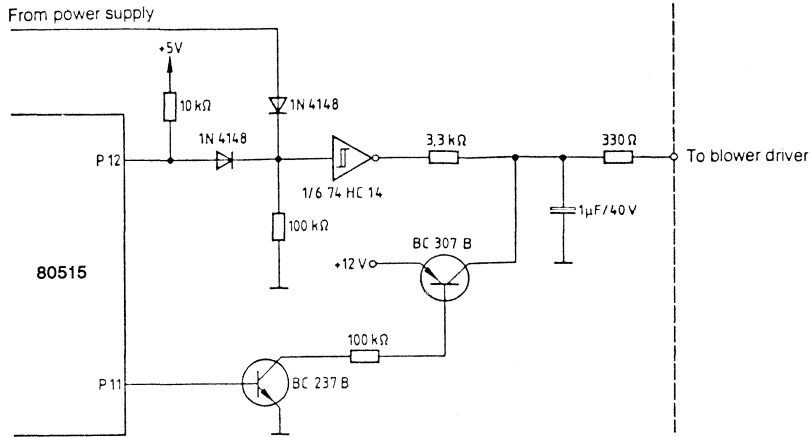 From power supply
+5V
10 kΩ
1N 4148
1N 4148
P 12
3,3 kΩ
330 Ω
To blower driver
1/6 74 HC 14
100 kΩ
1µF/40 V
BC 307 B
+12 V
80515
100 kΩ
P 11
BC 237 B